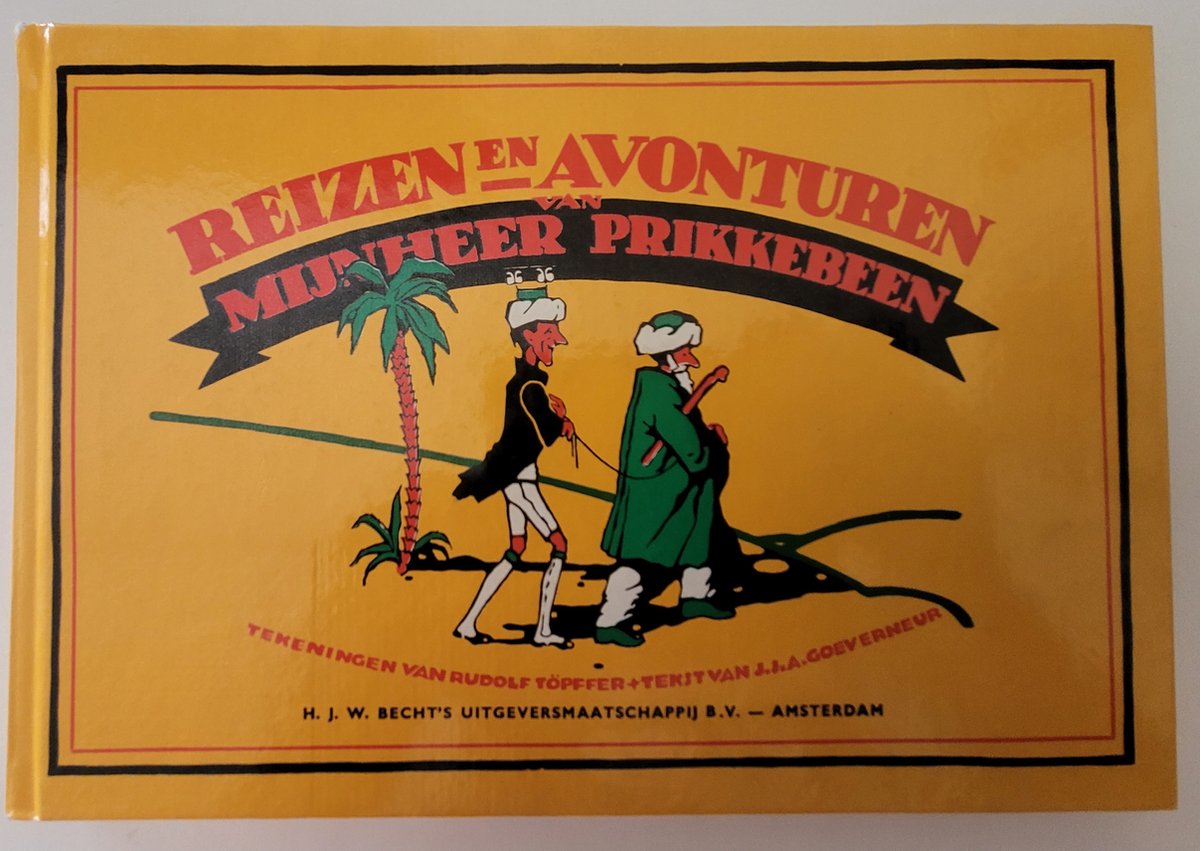 REIZEN EN AVONTUREN
VAN
MIJNHEER PRIKKEBEEN
TEKENINGEN VAN RUDOLF TÖPFFER + TEKST VAN J.J.A. GOEVERNEUR
H. J. W. BECHT'S UITGEVERSMAATSCHAPPIJ B.V. — AMSTERDAM